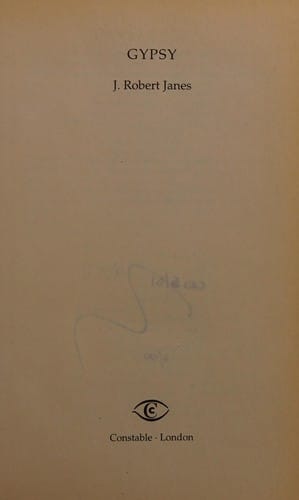 GYPSY
J. Robert Janes
C
Constable · London